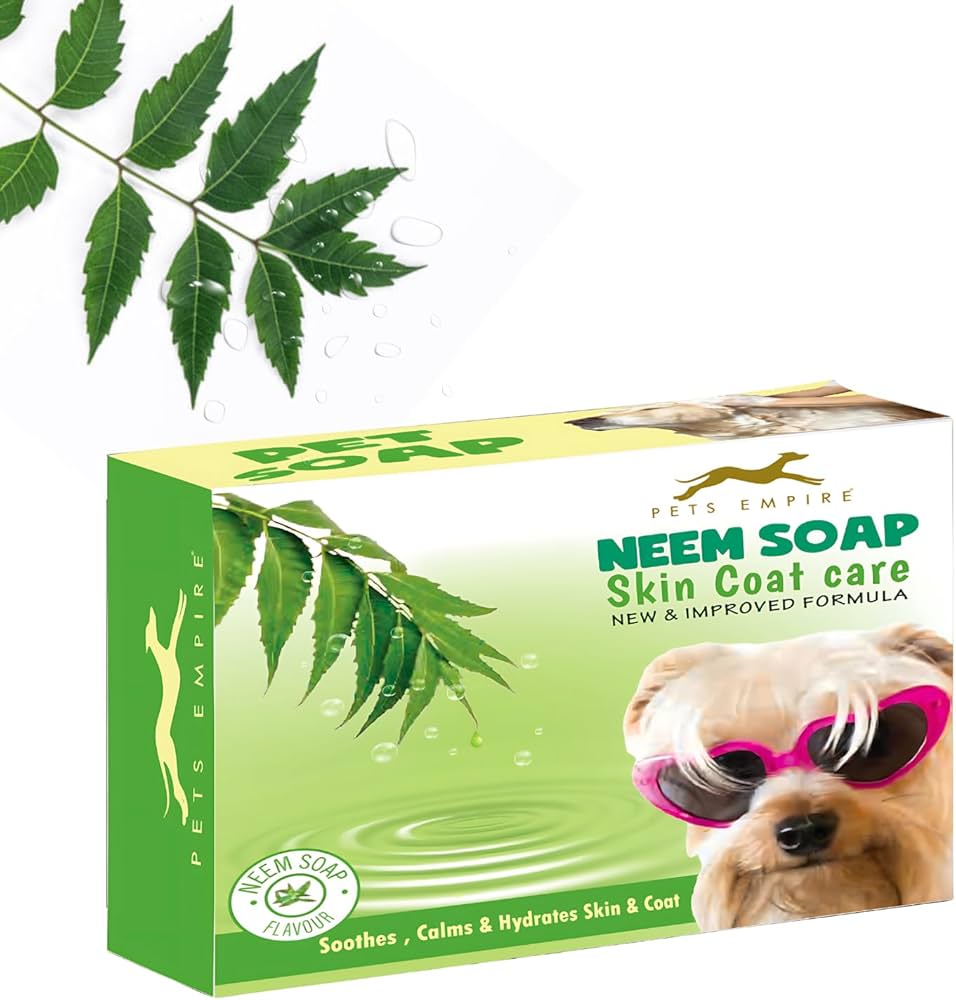 PET
SOAP
PETS EMPIRE
PETS EMPIRE
NEEM SOAP
Skin Coat care
NEW & IMPROVED FORMULA
NEEM SOAP
FLAVOUR
Soothes , Calms & Hydrates Skin & Coat